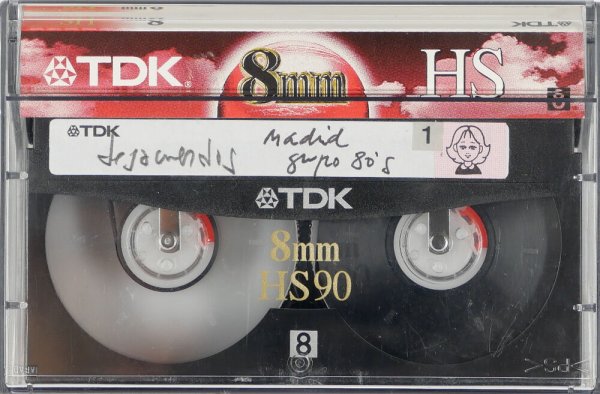 TDK 8mm HS
TDK
Madrid
grupo 80's
1
TDK
8mm
HS90
8